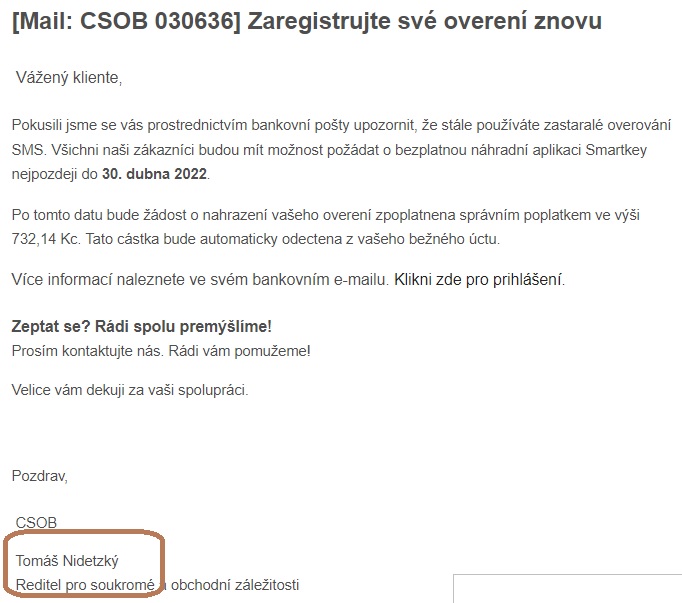 [Mail: CSOB 030636] Zaregistrujte své overení znovu
Vážený kliente,
Pokusili jsme se vás prostrednictvím bankovní pošty upozornit, že stále používáte zastaralé overování
SMS. Všichni naši zákazníci budou mít možnost požádat o bezplatnou náhradní aplikaci Smartkey
nejpozdeji do 30. dubna 2022.
Po tomto datu bude žádost o nahrazení vašeho overení zpoplatnena správním poplatkem ve výši
732,14 Kc. Tato cástka bude automaticky odectena z vašeho bežného úctu.
Více informací naleznete ve svém bankovním e-mailu. Klikni zde pro prihlášení.
Zeptat se? Rádi spolu premýšlíme!
Prosím kontaktujte nás. Rádi vám pomužeme!
Velice vám dekuji za vaši spolupráci.
Pozdrav,
CSOB
Tomáš Nidetzký
Reditel pro soukromé a obchodní záležitosti